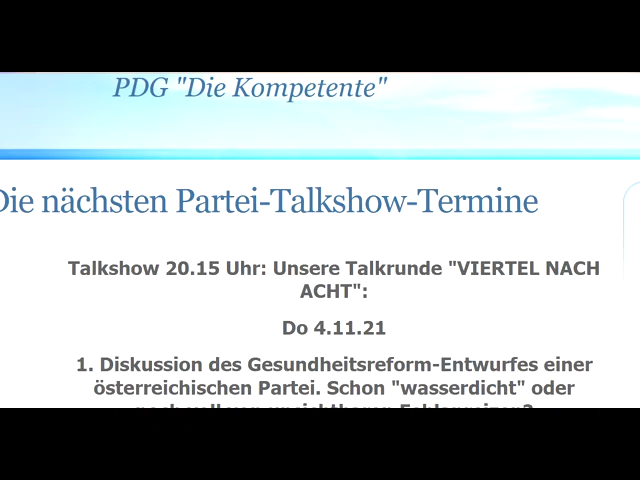 PDG "Die Kompetente"
Die nächsten Partei-Talkshow-Termine
Talkshow 20.15 Uhr: Unsere Talkrunde "VIERTEL NACH
ACHT":
Do 4.11.21
1. Diskussion des Gesundheitsreform-Entwurfes einer
österreichischen Partei. Schon "wasserdicht" oder